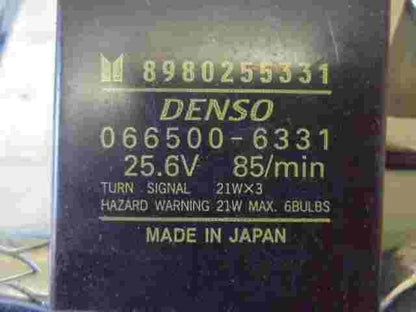 8980255331
DENSO
066500-6331
25.6V 85/min
TURN SIGNAL 21W×3
HAZARD WARNING 21W MAX. 6BULBS
MADE IN JAPAN